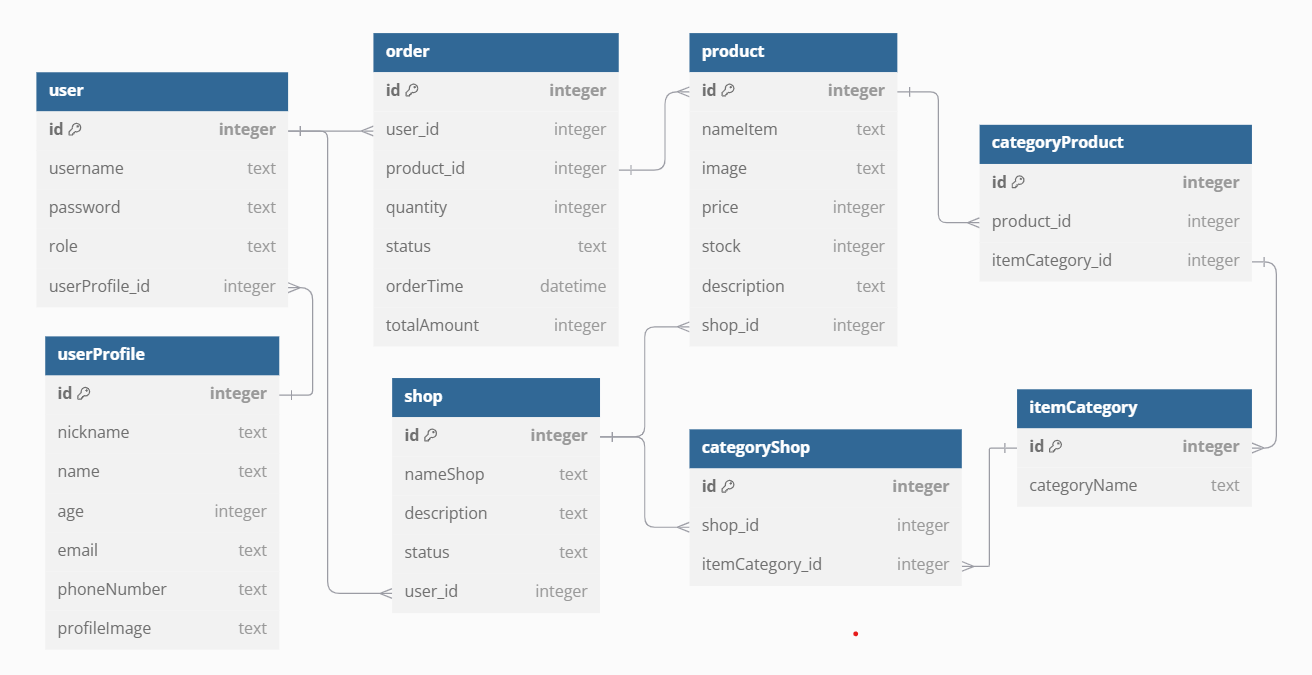 user
id integer
username text
password text
role text
userProfile_id integer
userProfile
id integer
nickname text
name text
age integer
email text
phoneNumber text
profileImage text
order
id integer
user_id integer
product_id integer
quantity integer
status text
orderTime datetime
totalAmount integer
shop
id integer
nameShop text
description text
status text
user_id integer
product
id integer
nameItem text
image text
price integer
stock integer
description text
shop_id integer
categoryShop
id integer
shop_id integer
itemCategory_id integer
categoryProduct
id integer
product_id integer
itemCategory_id integer
itemCategory
id integer
categoryName text